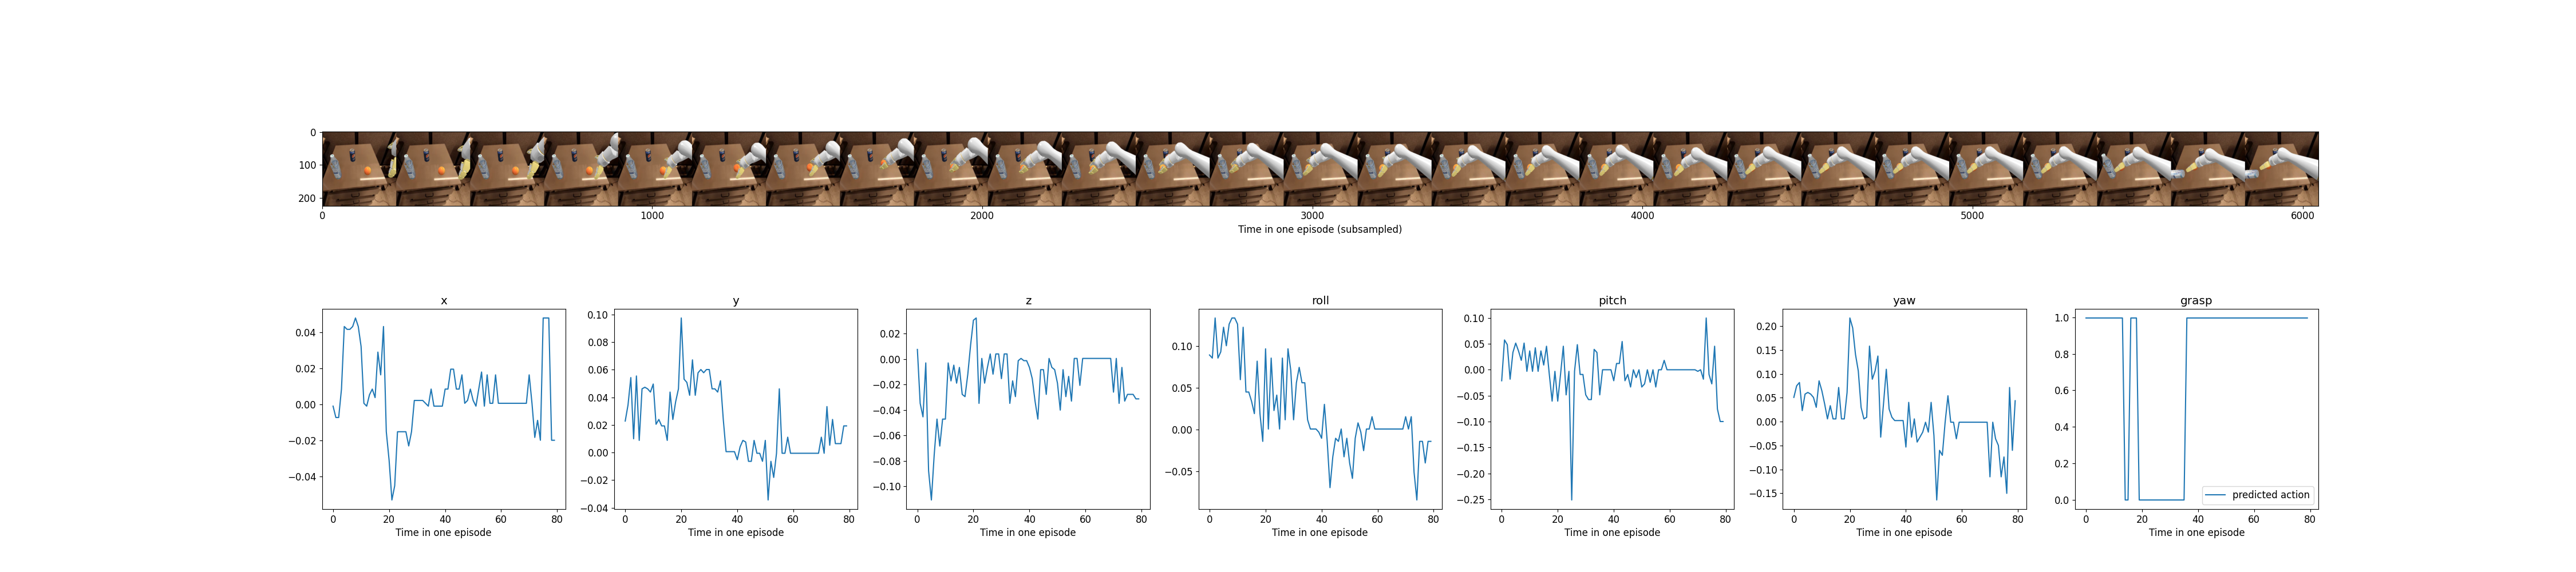 0
100
200
0 1000 2000 3000 4000 5000 6000
Time in one episode (subsampled)
x y z roll pitch yaw grasp
0.04
0.02
0.00
−0.02
−0.04
0 20 40 60 80
Time in one episode
0.10
0.08
0.06
0.04
0.02
0.00
−0.02
−0.04
0 20 40 60 80
Time in one episode
0.02
0.00
−0.02
−0.04
−0.06
−0.08
−0.10
0 20 40 60 80
Time in one episode
0.10
0.05
0.00
−0.05
0 20 40 60 80
Time in one episode
0.10
0.05
0.00
−0.05
−0.10
−0.15
−0.20
−0.25
0 20 40 60 80
Time in one episode
0.20
0.15
0.10
0.05
0.00
−0.05
−0.10
−0.15
0 20 40 60 80
Time in one episode
1.0
0.8
0.6
0.4
0.2
0.0
predicted action
0 20 40 60 80
Time in one episode